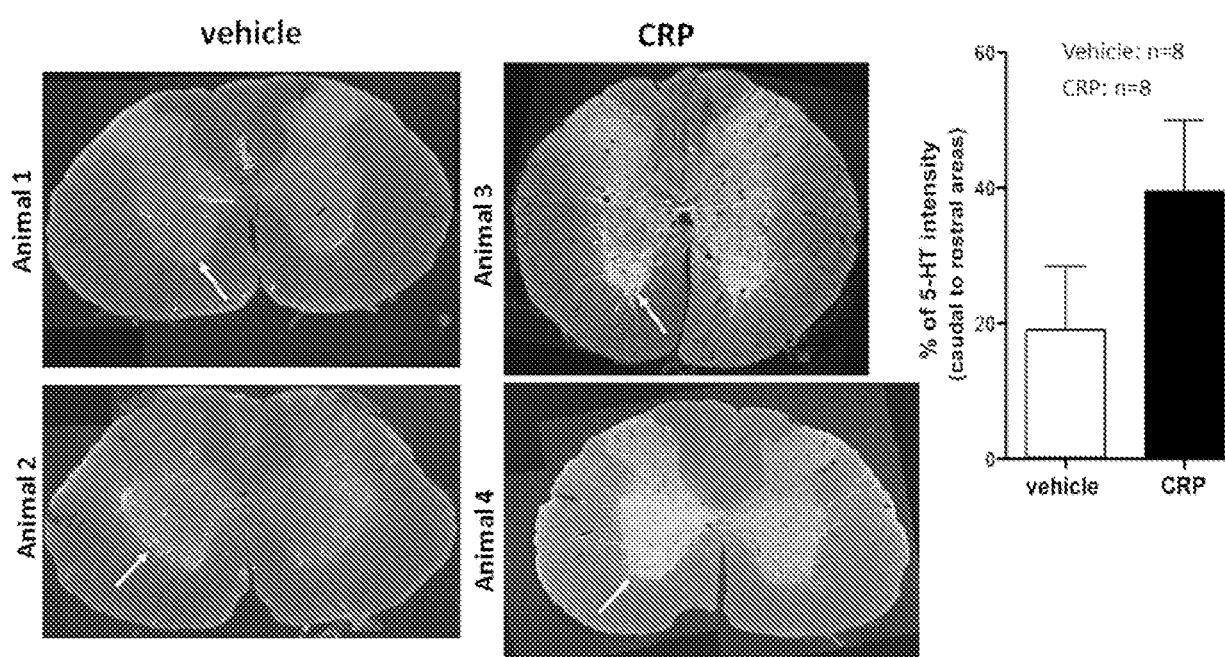 vehicle
CRP
Animal 1
Animal 3
Animal 2
Animal 4
Vehicle: n=8
CRP: n=8
% of 5-HT intensity
(caudal to rostral areas)
60
40
20
0
vehicle
CRP